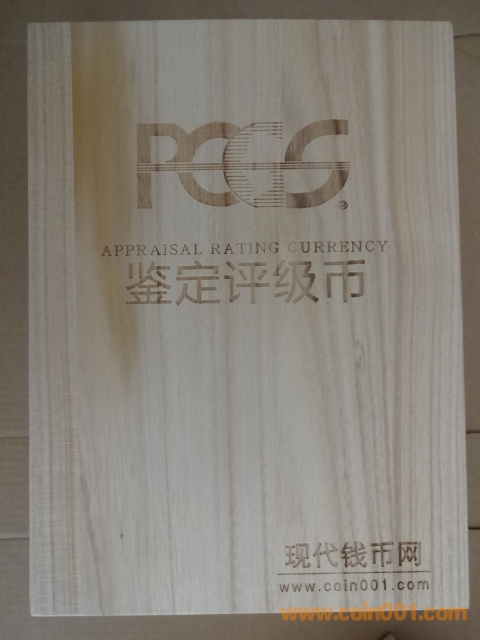 PCGS®
APPRAISAL RATING CURRENCY
鉴定评级币
现代钱币网
www.coin001.com
www.coin001.com